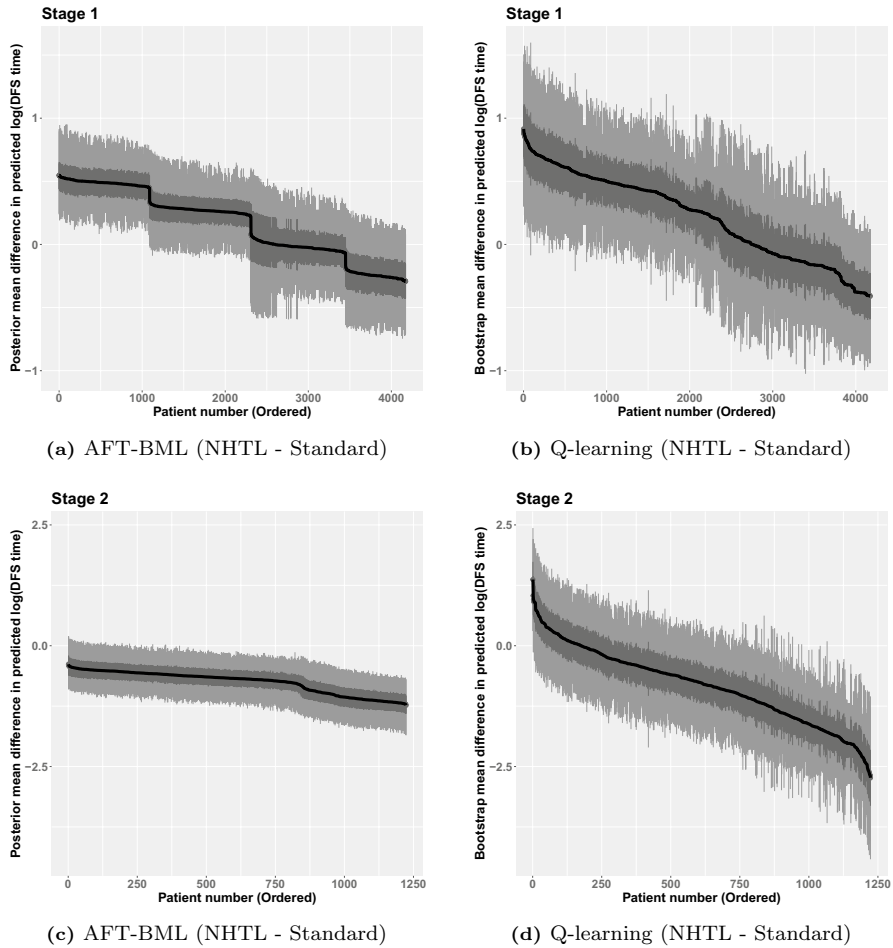 Stage 1
Posterior mean difference in predicted log(DFS time)
1
0
−1
0
1000
2000
3000
4000
Patient number (Ordered)
(a) AFT-BML (NHTL - Standard)
Stage 1
Bootstrap mean difference in predicted log(DFS time)
1
0
−1
0
1000
2000
3000
4000
Patient number (Ordered)
(b) Q-learning (NHTL - Standard)
Stage 2
Posterior mean difference in predicted log(DFS time)
2.5
0.0
−2.5
0
250
500
750
1000
1250
Patient number (Ordered)
(c) AFT-BML (NHTL - Standard)
Stage 2
Bootstrap mean difference in predicted log(DFS time)
2.5
0.0
−2.5
0
250
500
750
1000
1250
Patient number (Ordered)
(d) Q-learning (NHTL - Standard)